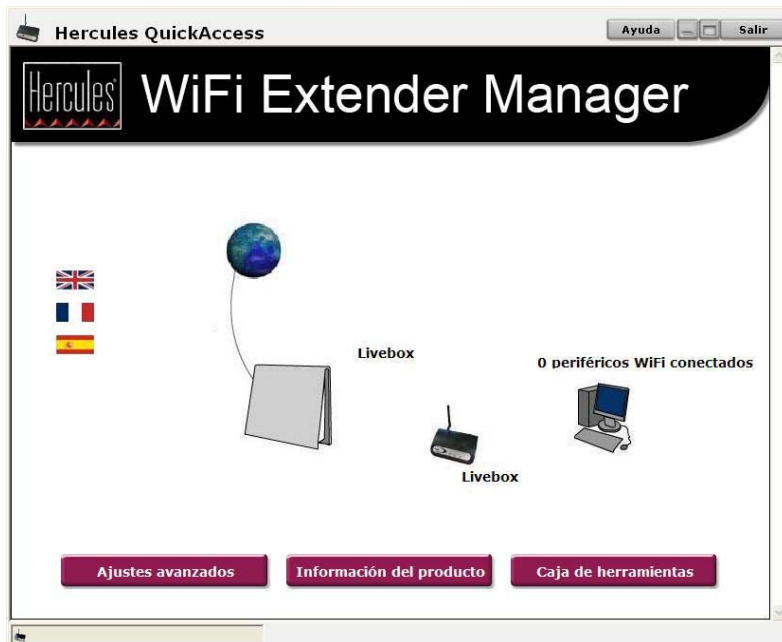 Hercules QuickAccess
Ayuda
Salir
Hercules
WiFi Extender Manager
Livebox
0 periféricos WiFi conectados
Livebox
Ajustes avanzados
Información del producto
Caja de herramientas